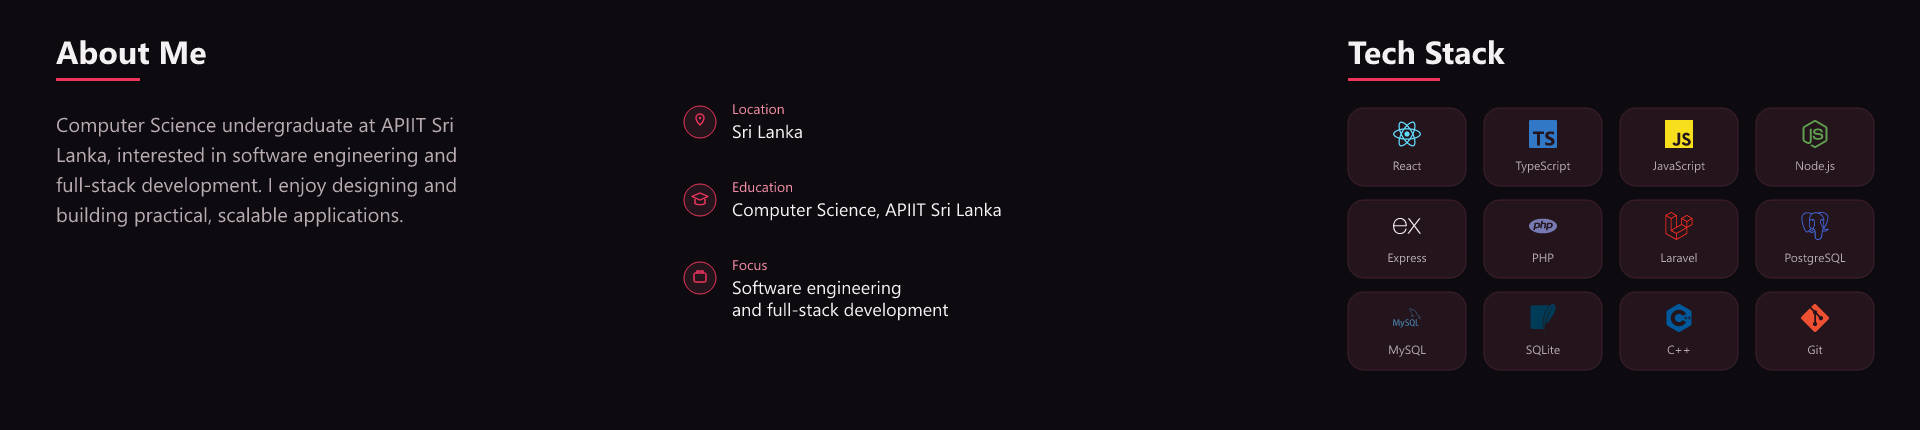 About Me
Computer Science undergraduate at APIIT Sri
Lanka, interested in software engineering and
full-stack development. I enjoy designing and
building practical, scalable applications.
Location
Sri Lanka
Education
Computer Science, APIIT Sri Lanka
Focus
Software engineering
and full-stack development
Tech Stack
TS
JS
JS
React
TypeScript
JavaScript
Node.js
ex
php
Express
PHP
Laravel
PostgreSQL
MySQL
MySQL
SQLite
C++
Git